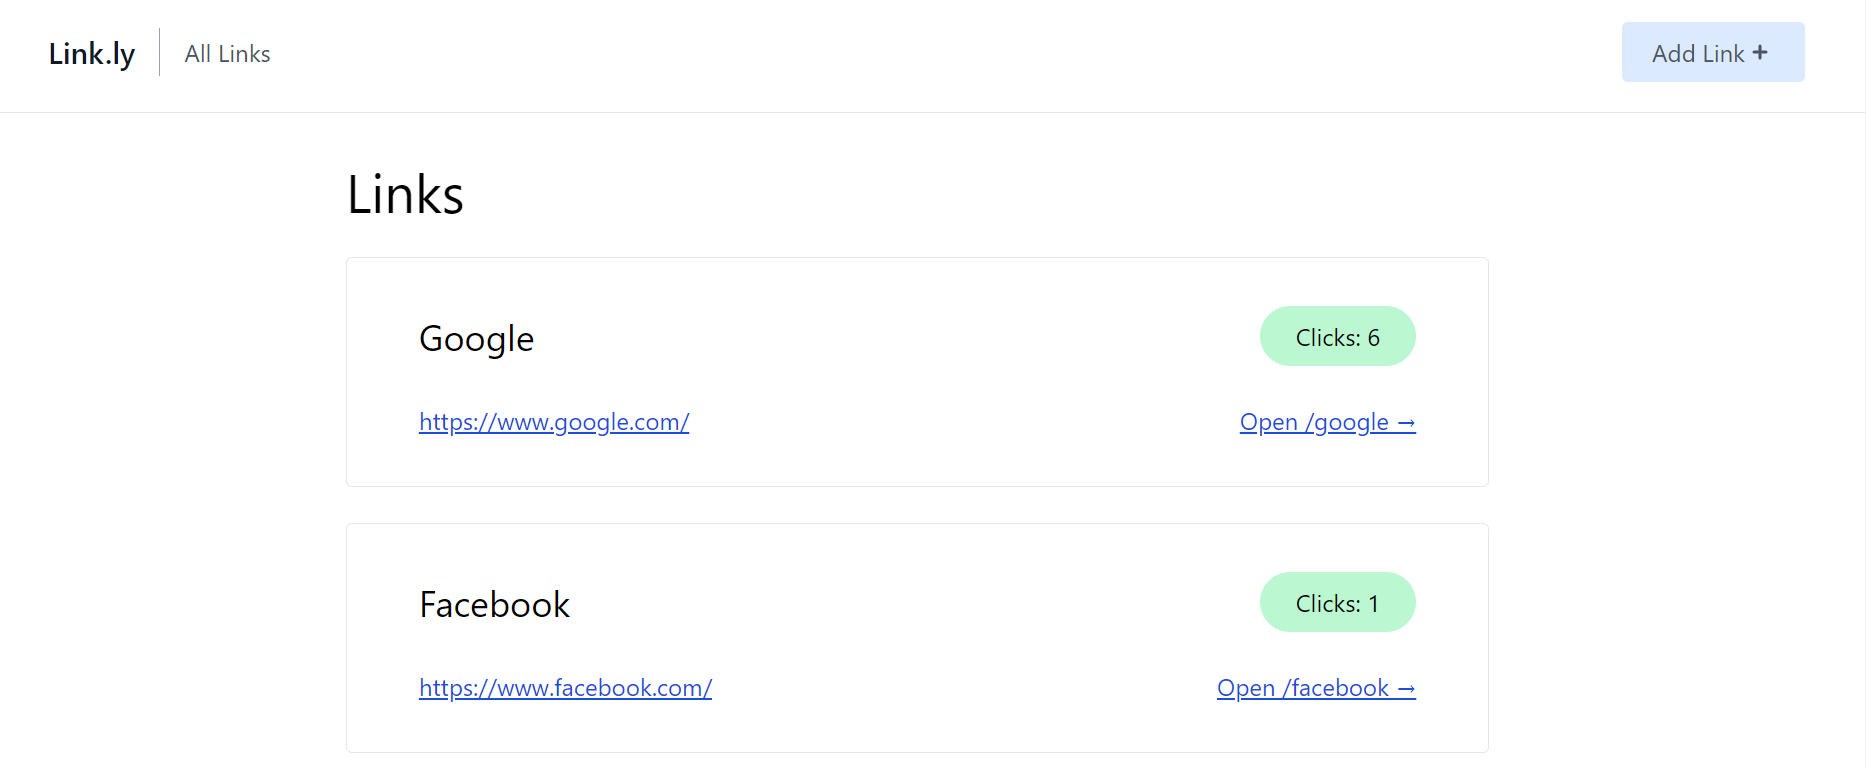 Link.ly
All Links
Add Link +
Links
Google
Clicks: 6
https://www.google.com/
Open /google →
Facebook
Clicks: 1
https://www.facebook.com/
Open /facebook →